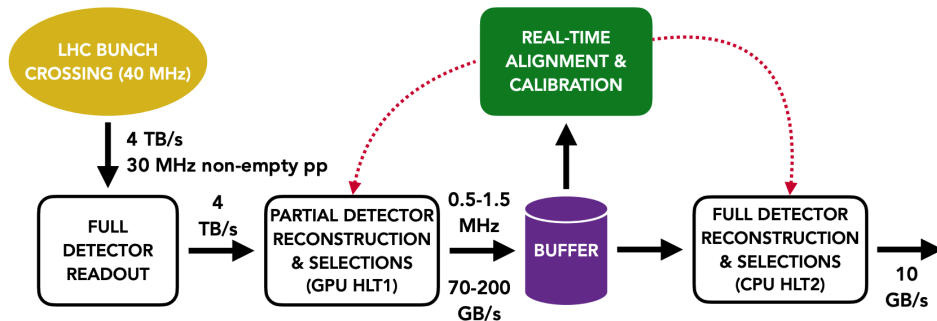 LHC BUNCH
CROSSING (40 MHz)
4 TB/s
30 MHz non-empty pp
FULL
DETECTOR
READOUT
4
TB/s
PARTIAL DETECTOR
RECONSTRUCTION
& SELECTIONS
(GPU HLT1)
0.5-1.5
MHz
70-200
GB/s
BUFFER
REAL-TIME
ALIGNMENT &
CALIBRATION
FULL DETECTOR
RECONSTRUCTION
& SELECTIONS
(CPU HLT2)
10
GB/s